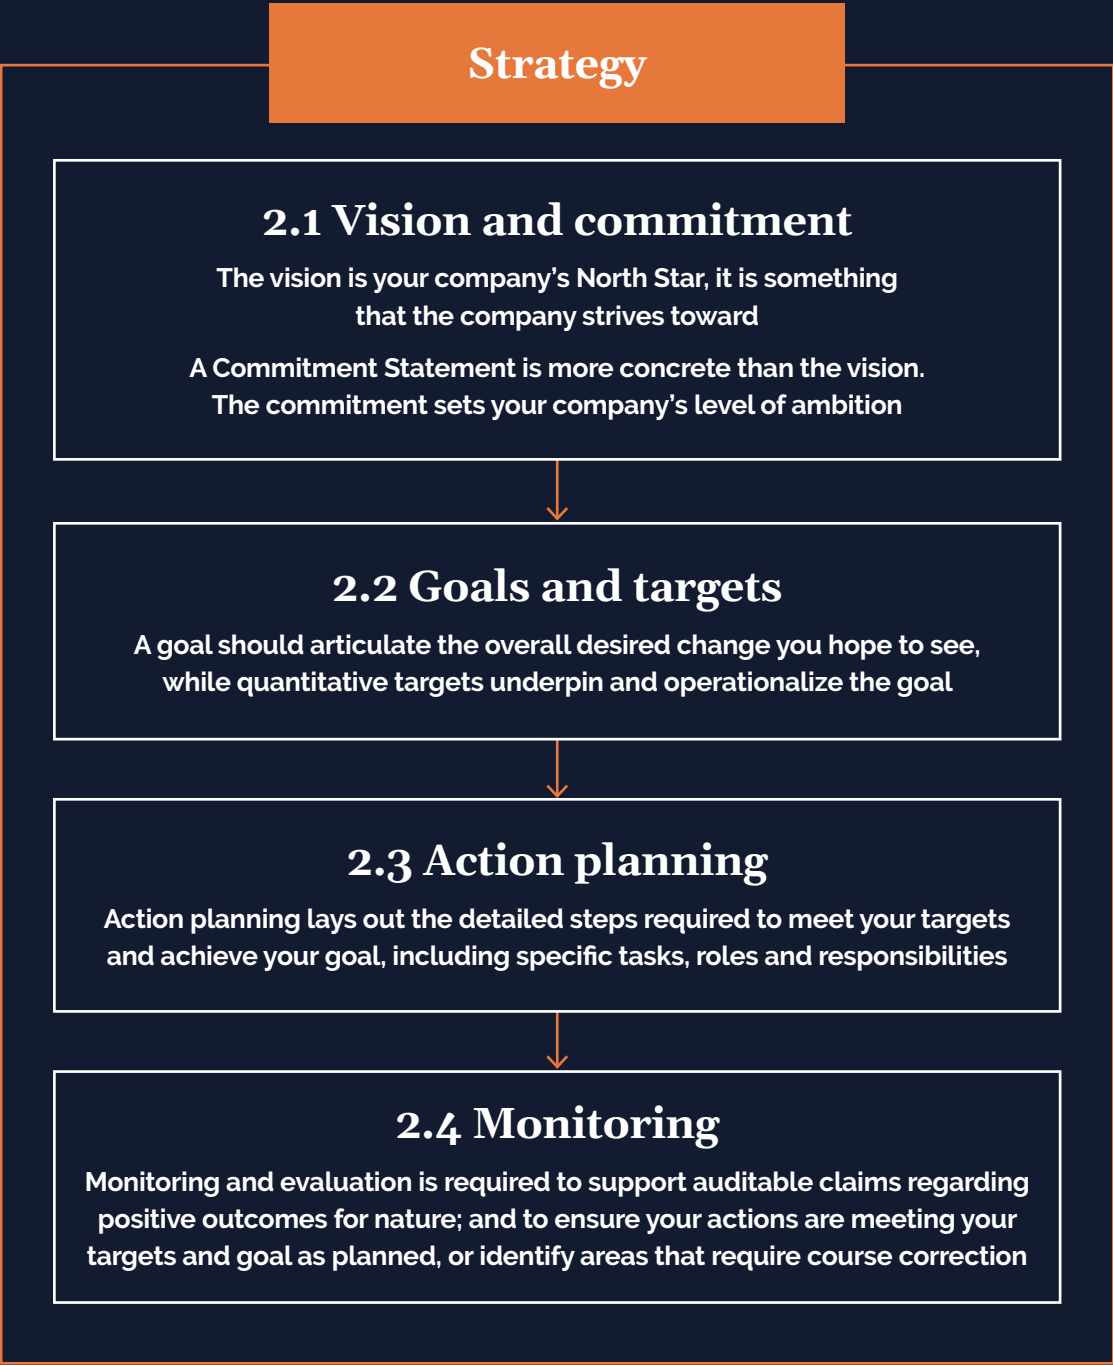 Strategy
2.1 Vision and commitment
The vision is your company’s North Star, it is something
that the company strives toward
A Commitment Statement is more concrete than the vision.
The commitment sets your company’s level of ambition
2.2 Goals and targets
A goal should articulate the overall desired change you hope to see,
while quantitative targets underpin and operationalize the goal
2.3 Action planning
Action planning lays out the detailed steps required to meet your targets
and achieve your goal, including specific tasks, roles and responsibilities
2.4 Monitoring
Monitoring and evaluation is required to support auditable claims regarding
positive outcomes for nature; and to ensure your actions are meeting your
targets and goal as planned, or identify areas that require course correction